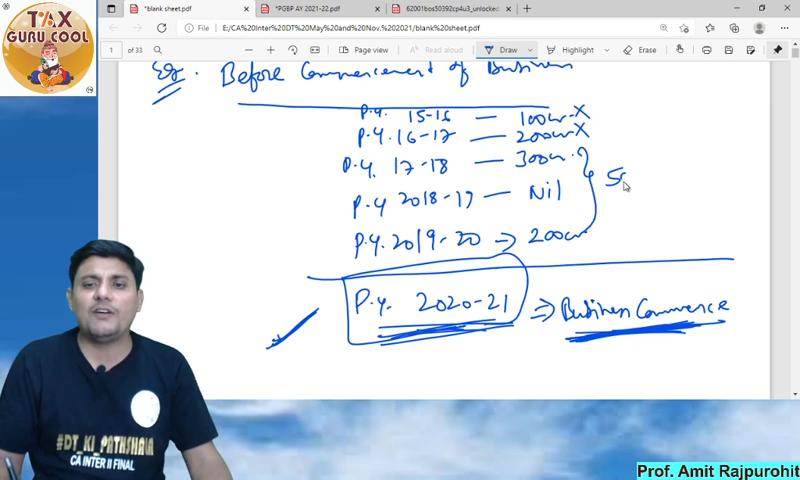 TAX
GURU COOL
*blank sheet.pdf
*PGBP AY 2021-22.pdf
62001bos50392cp4u3_unlocked
E:/CA%20Inter%20DT%20May%20and%20Nov.%202021/blank%20sheet.pdf
1 of 33
Page view
Read aloud
Draw
Highlight
Erase
Eg. Before Commencement of Business
P.Y. 15-16 — 100cr X
P.Y. 16-17 — 200cr X
P.Y. 17-18 — 300cr.
P.Y 2018-19 — Nil
P.Y. 2019-20 → 200cr
P.Y. 2020-21 ⇒ Business Commence
#DT_KI_PATHSHALA
CA INTER II FINAL
Prof. Amit Rajpurohit